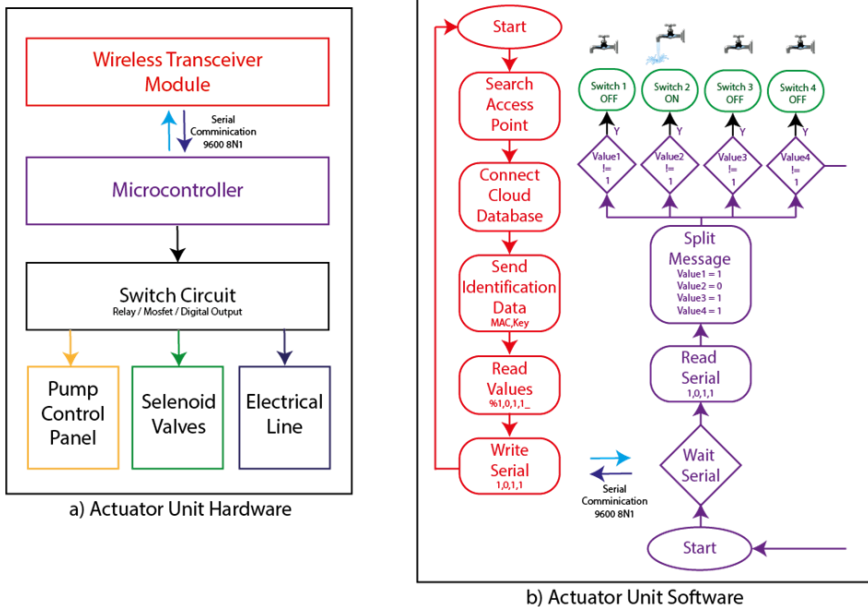 Wireless Transceiver
Module
Serial
Comminication
9600 8N1
Microcontroller
Switch Circuit
Relay / Mosfet / Digital Output
Pump
Control
Panel
Selenoid
Valves
Electrical
Line
a) Actuator Unit Hardware
Start
Search
Access
Point
Connect
Cloud
Database
Send
Identification
Data
MAC,Key
Read
Values
%1,0,1,1_
Write
Serial
1,0,1,1
Serial
Comminication
9600 8N1
Switch 1
OFF
Switch 2
ON
Switch 3
OFF
Switch 4
OFF
Y
Y
Y
Y
Value1
!=
1
Value2
!=
1
Value3
!=
1
Value4
!=
1
Split
Message
Value1 = 1
Value2 = 0
Value3 = 1
Value4 = 1
Read
Serial
1,0,1,1
Wait
Serial
Start
b) Actuator Unit Software